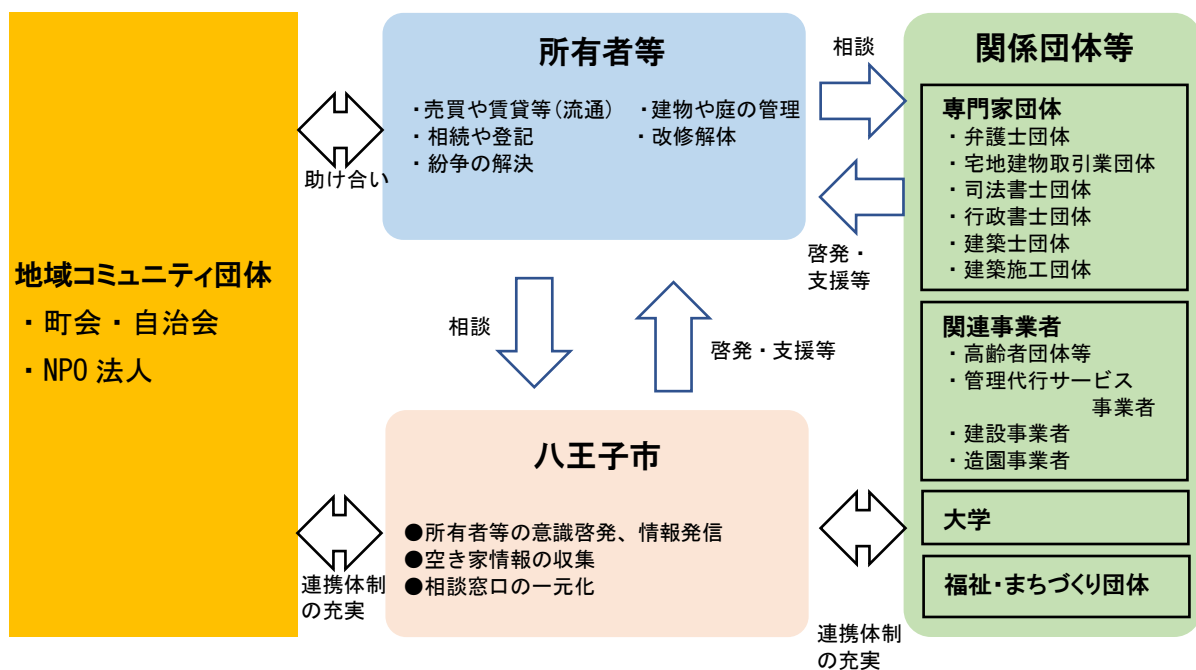 地域コミュニティ団体
・町会・自治会
・NPO 法人
助け合い
連携体制
の充実
所有者等
・売買や賃貸等(流通)
・相続や登記
・紛争の解決
・建物や庭の管理
・改修解体
相談
啓発・支援等
八王子市
●所有者等の意識啓発、情報発信
●空き家情報の収集
●相談窓口の一元化
相談
啓発・
支援等
連携体制
の充実
関係団体等
専門家団体
・弁護士団体
・宅地建物取引業団体
・司法書士団体
・行政書士団体
・建築士団体
・建築施工団体
関連事業者
・高齢者団体等
・管理代行サービス
事業者
・建設事業者
・造園事業者
大学
福祉・まちづくり団体